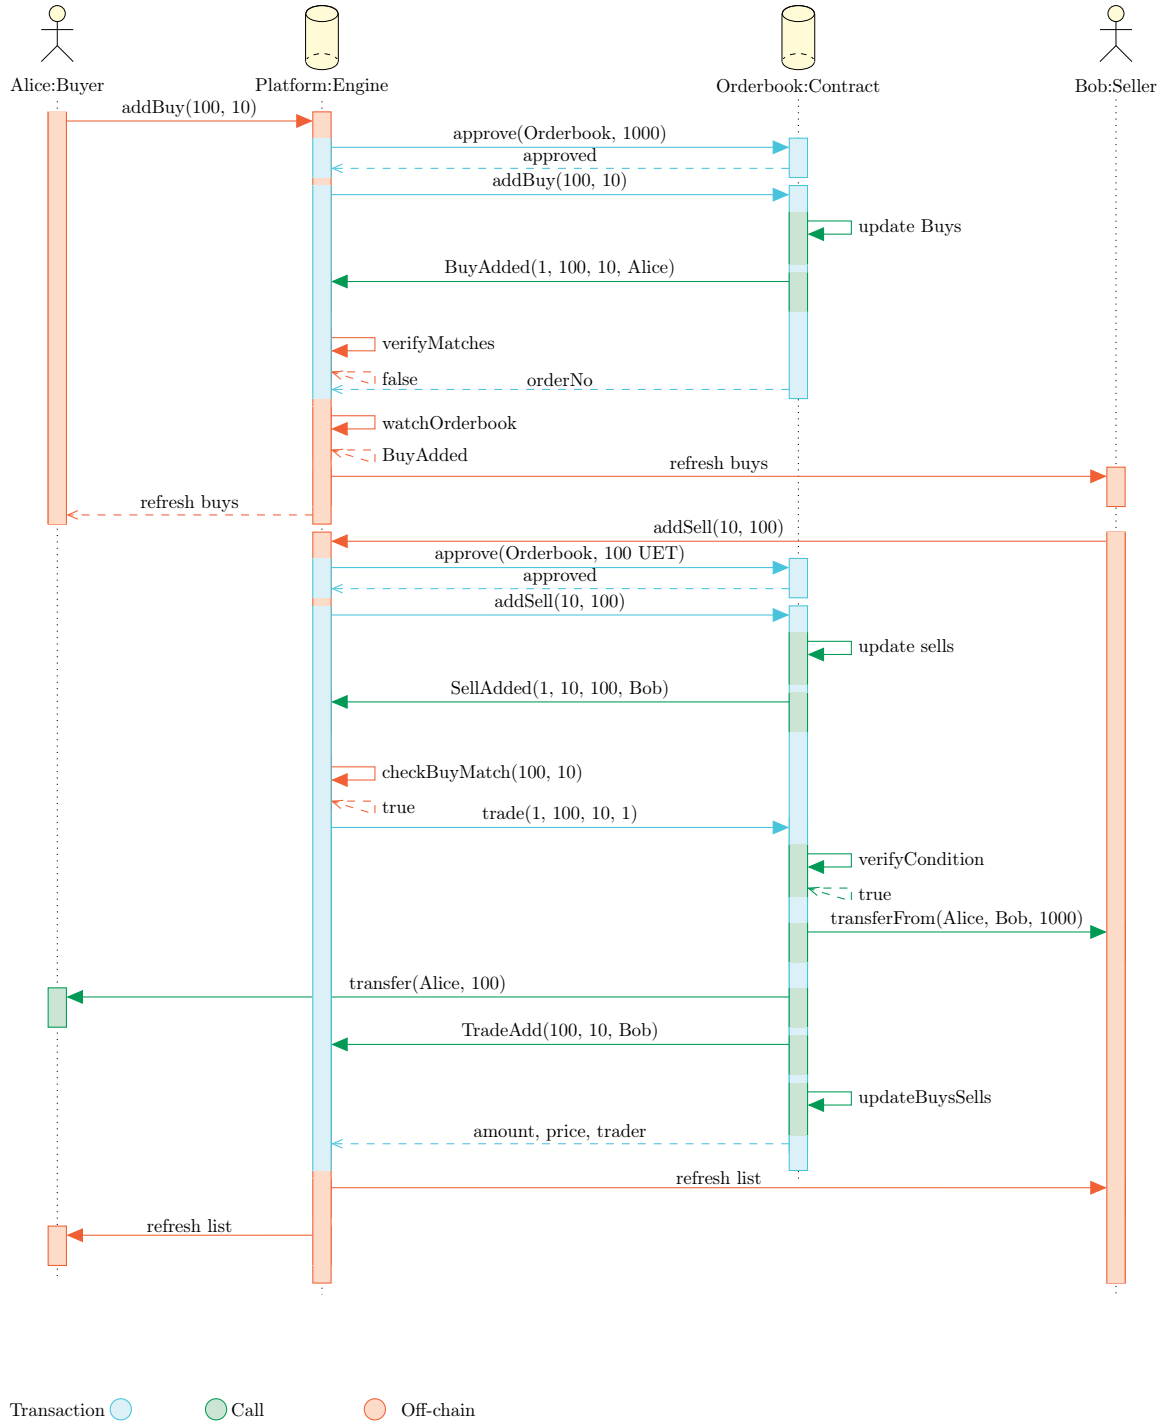 Alice:Buyer
Platform:Engine
Orderbook:Contract
Bob:Seller
addBuy(100, 10)
approve(Orderbook, 1000)
approved
addBuy(100, 10)
update Buys
BuyAdded(1, 100, 10, Alice)
verifyMatches
false
orderNo
watchOrderbook
BuyAdded
refresh buys
refresh buys
addSell(10, 100)
approve(Orderbook, 100 UET)
approved
addSell(10, 100)
update sells
SellAdded(1, 10, 100, Bob)
checkBuyMatch(100, 10)
true
trade(1, 100, 10, 1)
verifyCondition
true
transferFrom(Alice, Bob, 1000)
transfer(Alice, 100)
TradeAdd(100, 10, Bob)
updateBuysSells
amount, price, trader
refresh list
refresh list
Transaction
Call
Off-chain